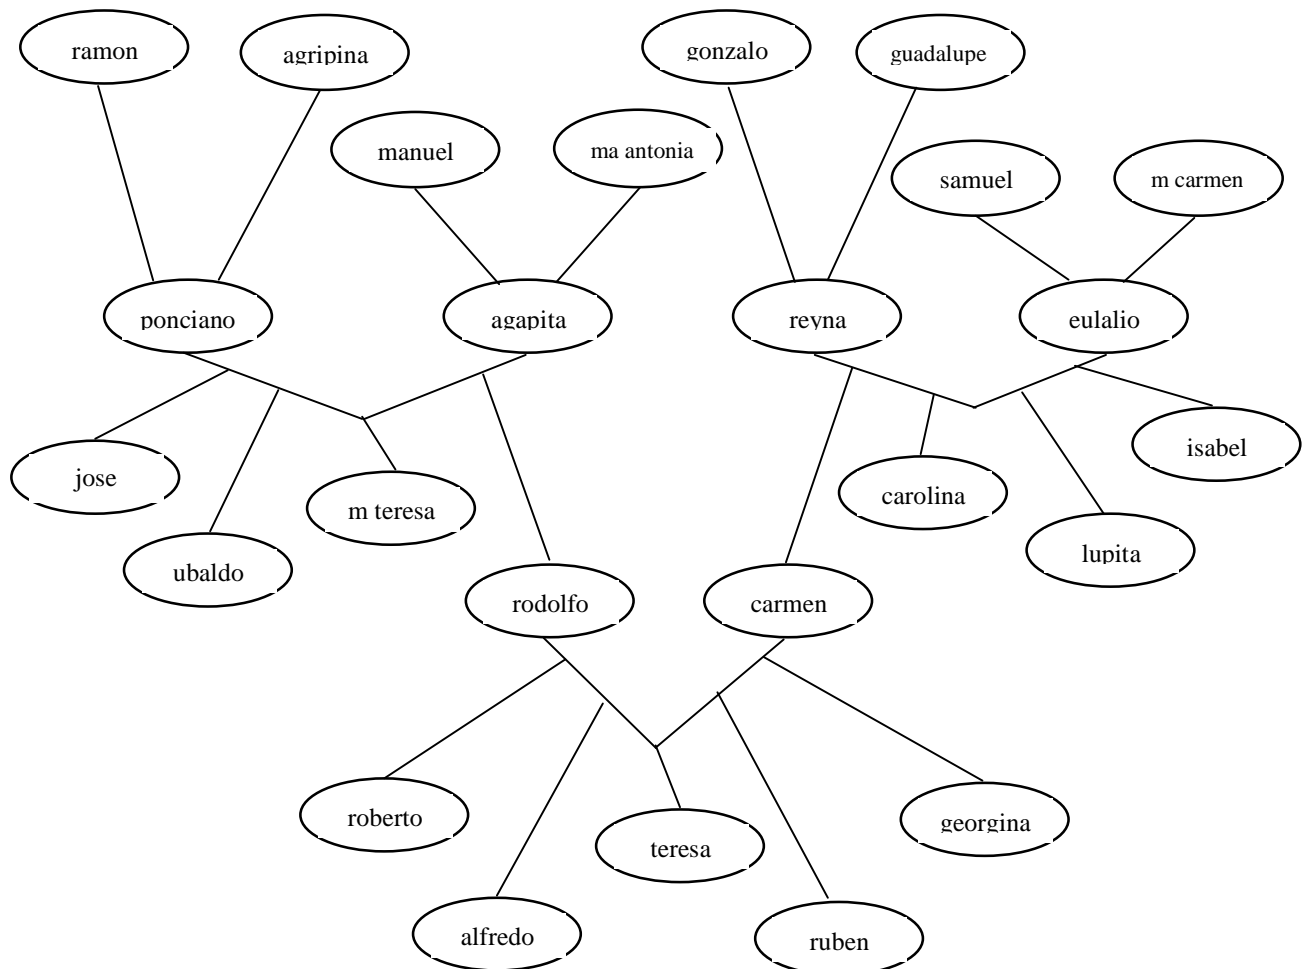 ramon
agripina
gonzalo
guadalupe
manuel
ma antonia
samuel
m carmen
ponciano
agapita
reyna
eulalio
jose
m teresa
carolina
isabel
ubaldo
lupita
rodolfo
carmen
roberto
teresa
georgina
alfredo
ruben